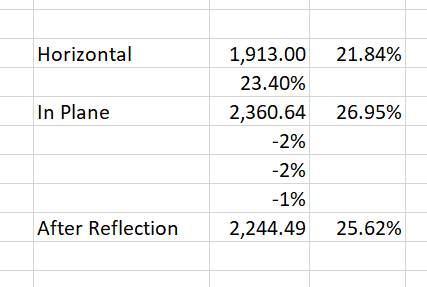 Horizontal 1,913.00 21.84%
23.40%
In Plane 2,360.64 26.95%
-2%
-2%
-1%
After Reflection 2,244.49 25.62%